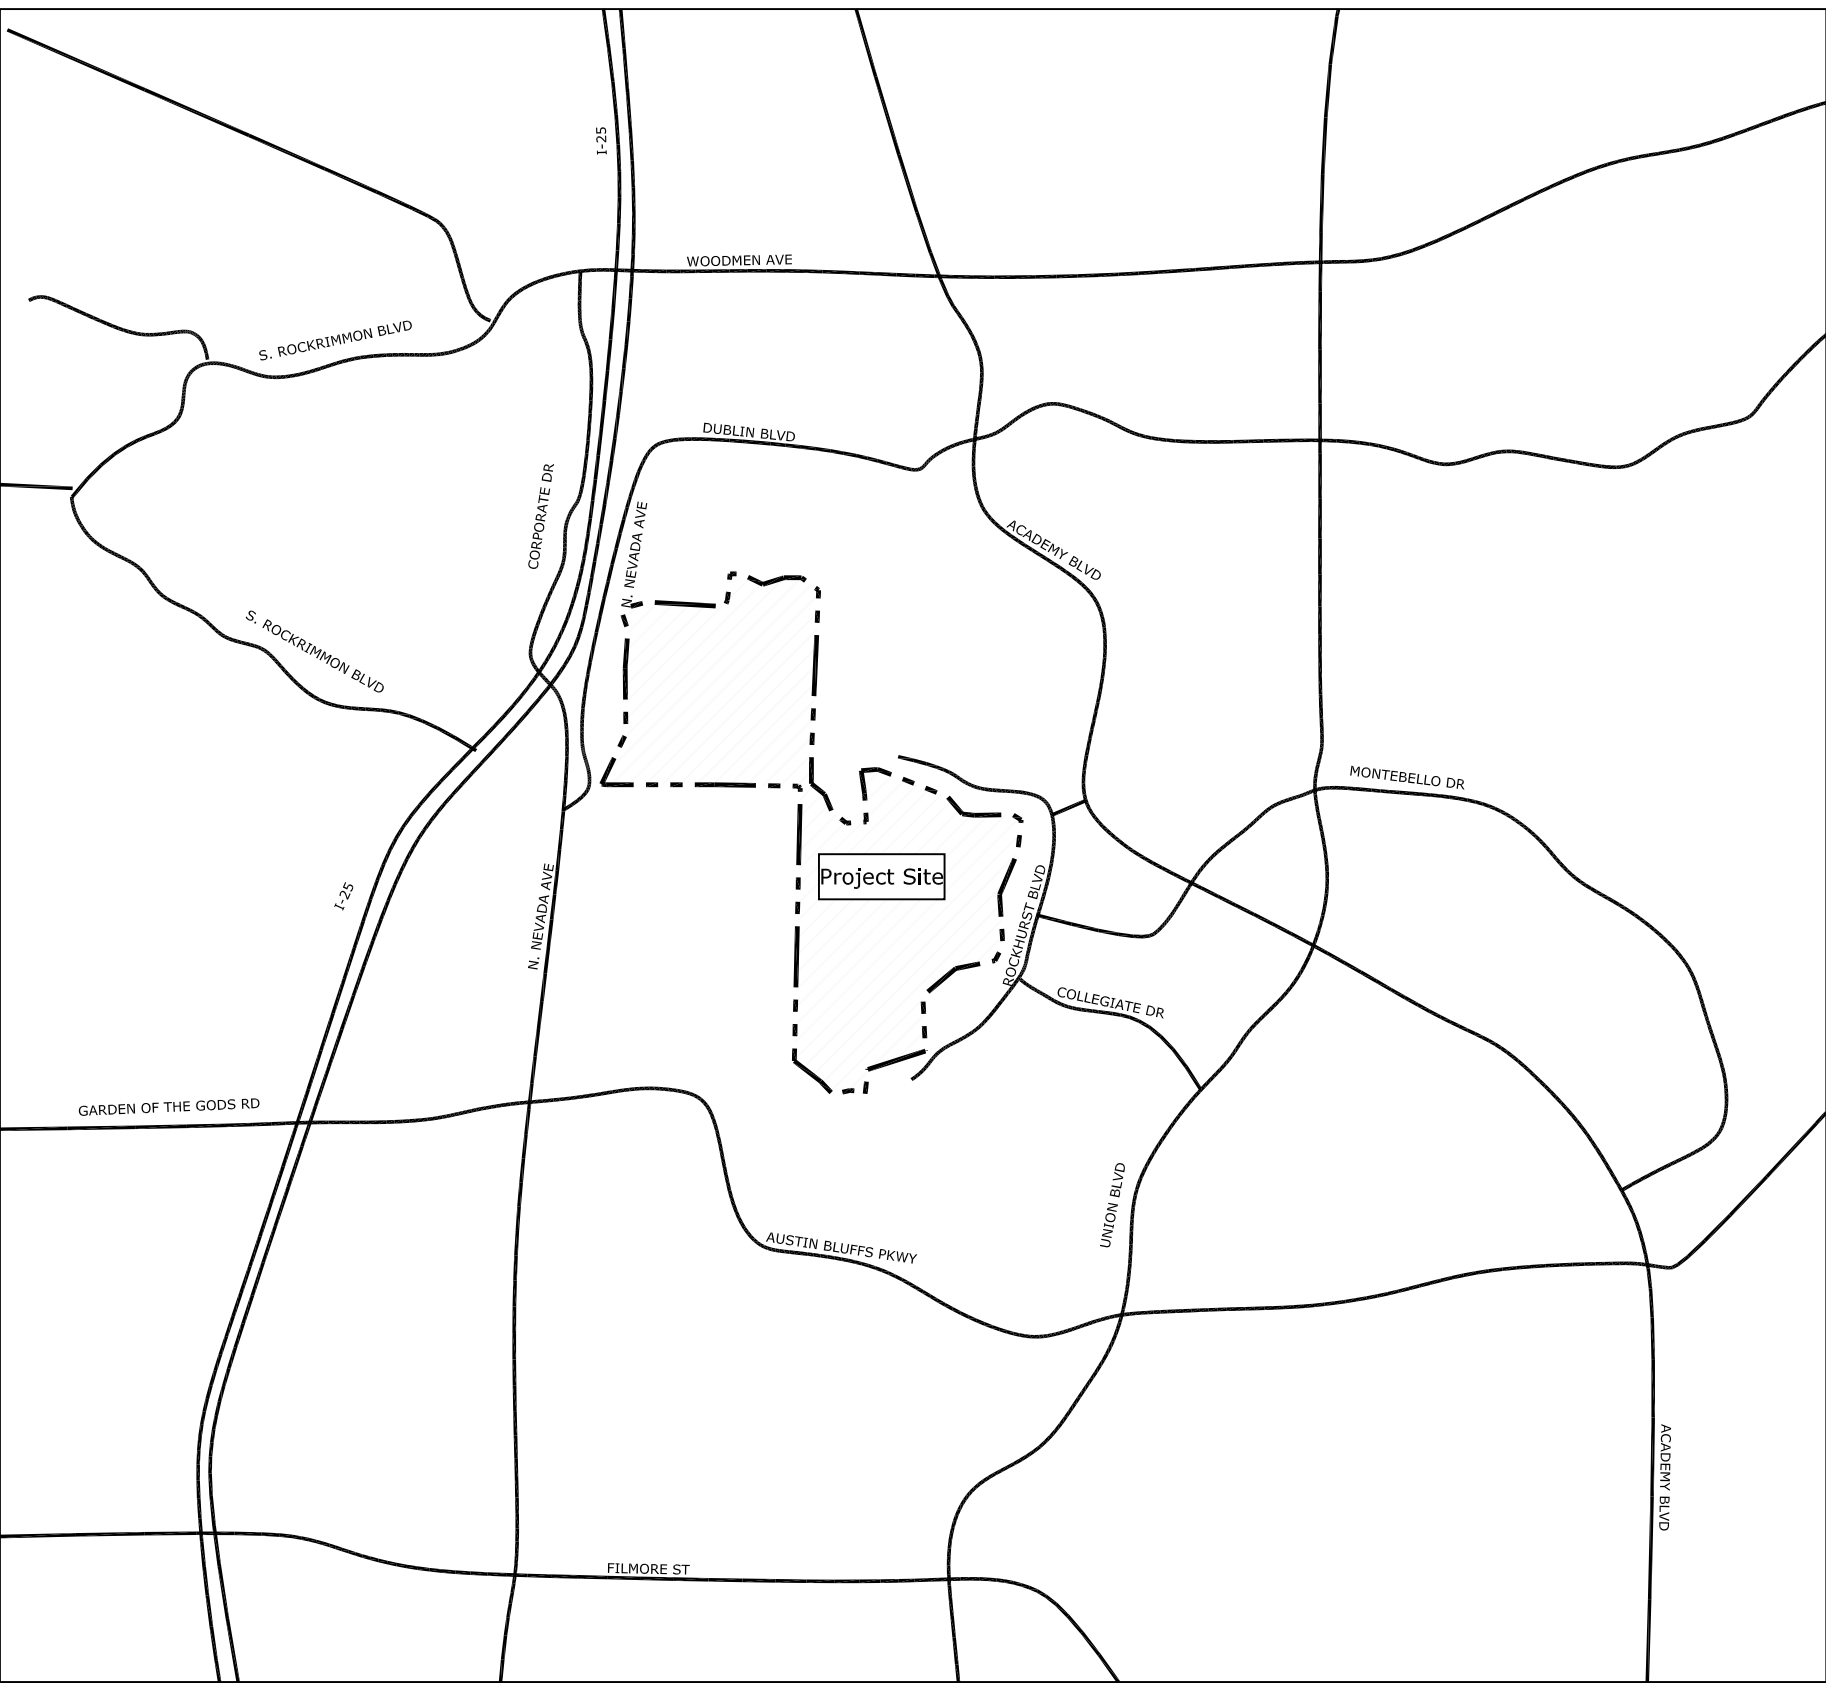 I-25
WOODMEN AVE
S. ROCKRIMMON BLVD
DUBLIN BLVD
CORPORATE DR
N. NEVADA AVE
ACADEMY BLVD
S. ROCKRIMMON BLVD
MONTEBELLO DR
Project Site
I-25
N. NEVADA AVE
ROCKHURST BLVD
COLLEGIATE DR
GARDEN OF THE GODS RD
UNION BLVD
AUSTIN BLUFFS PKWY
ACADEMY BLVD
FILMORE ST